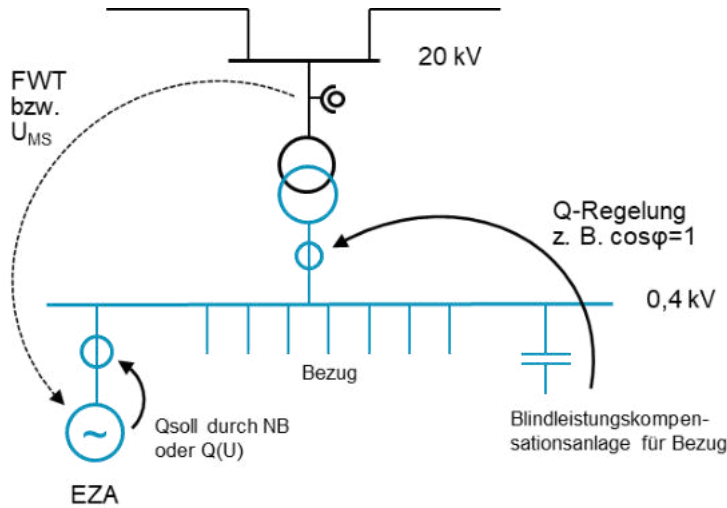 20 kV
FWT
bzw.
U_MS
Q-Regelung
z. B. cosφ=1
0,4 kV
Bezug
Qsoll durch NB
oder Q(U)
Blindleistungskompen-
sationsanlage für Bezug
~
EZA